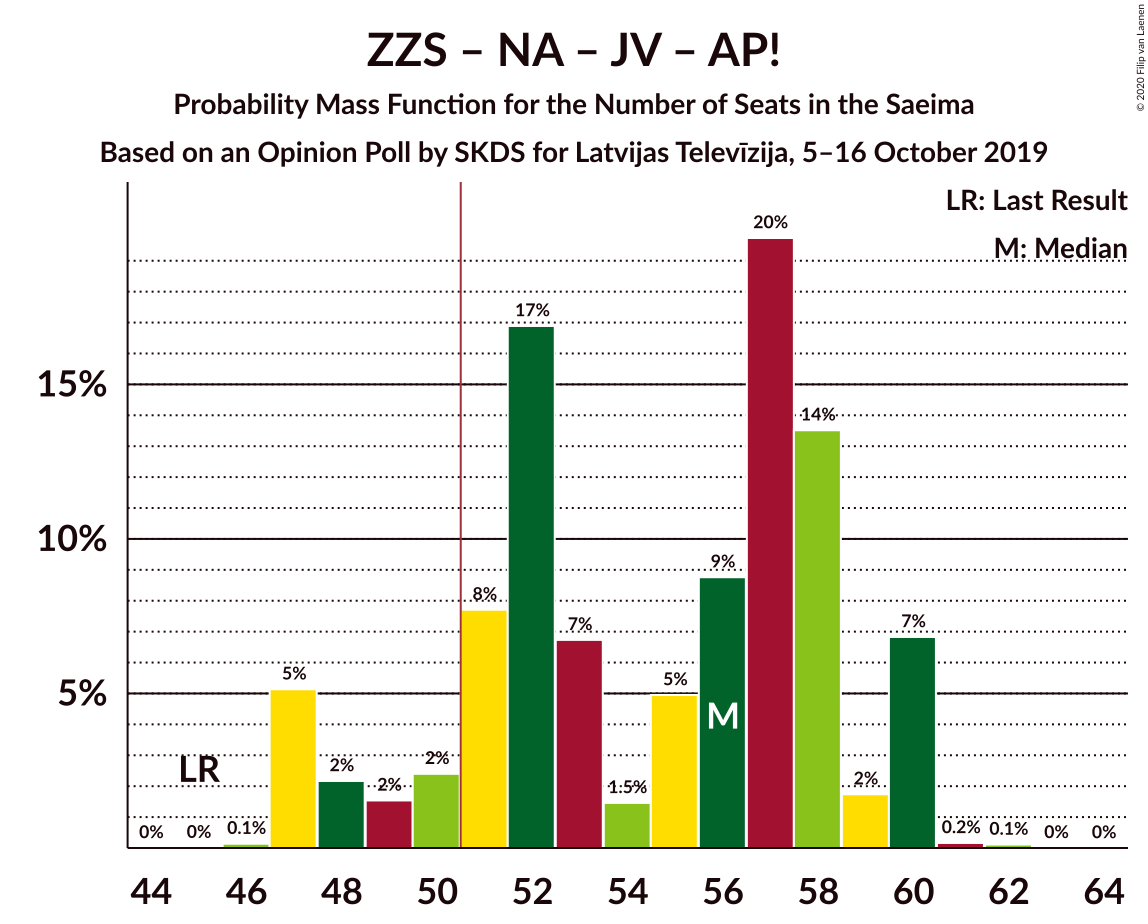 ZZS – NA – JV – AP!
Probability Mass Function for the Number of Seats in the Saeima
Based on an Opinion Poll by SKDS for Latvijas Televīzija, 5–16 October 2019
© 2020 Filip van Laenen
LR: Last Result
M: Median
15%
10%
5%
LR
M
0% 0% 0.1% 5% 2% 2% 2% 8% 17% 7% 1.5% 5% 9% 20% 14% 2% 7% 0.2% 0.1% 0% 0%
44 46 48 50 52 54 56 58 60 62 64